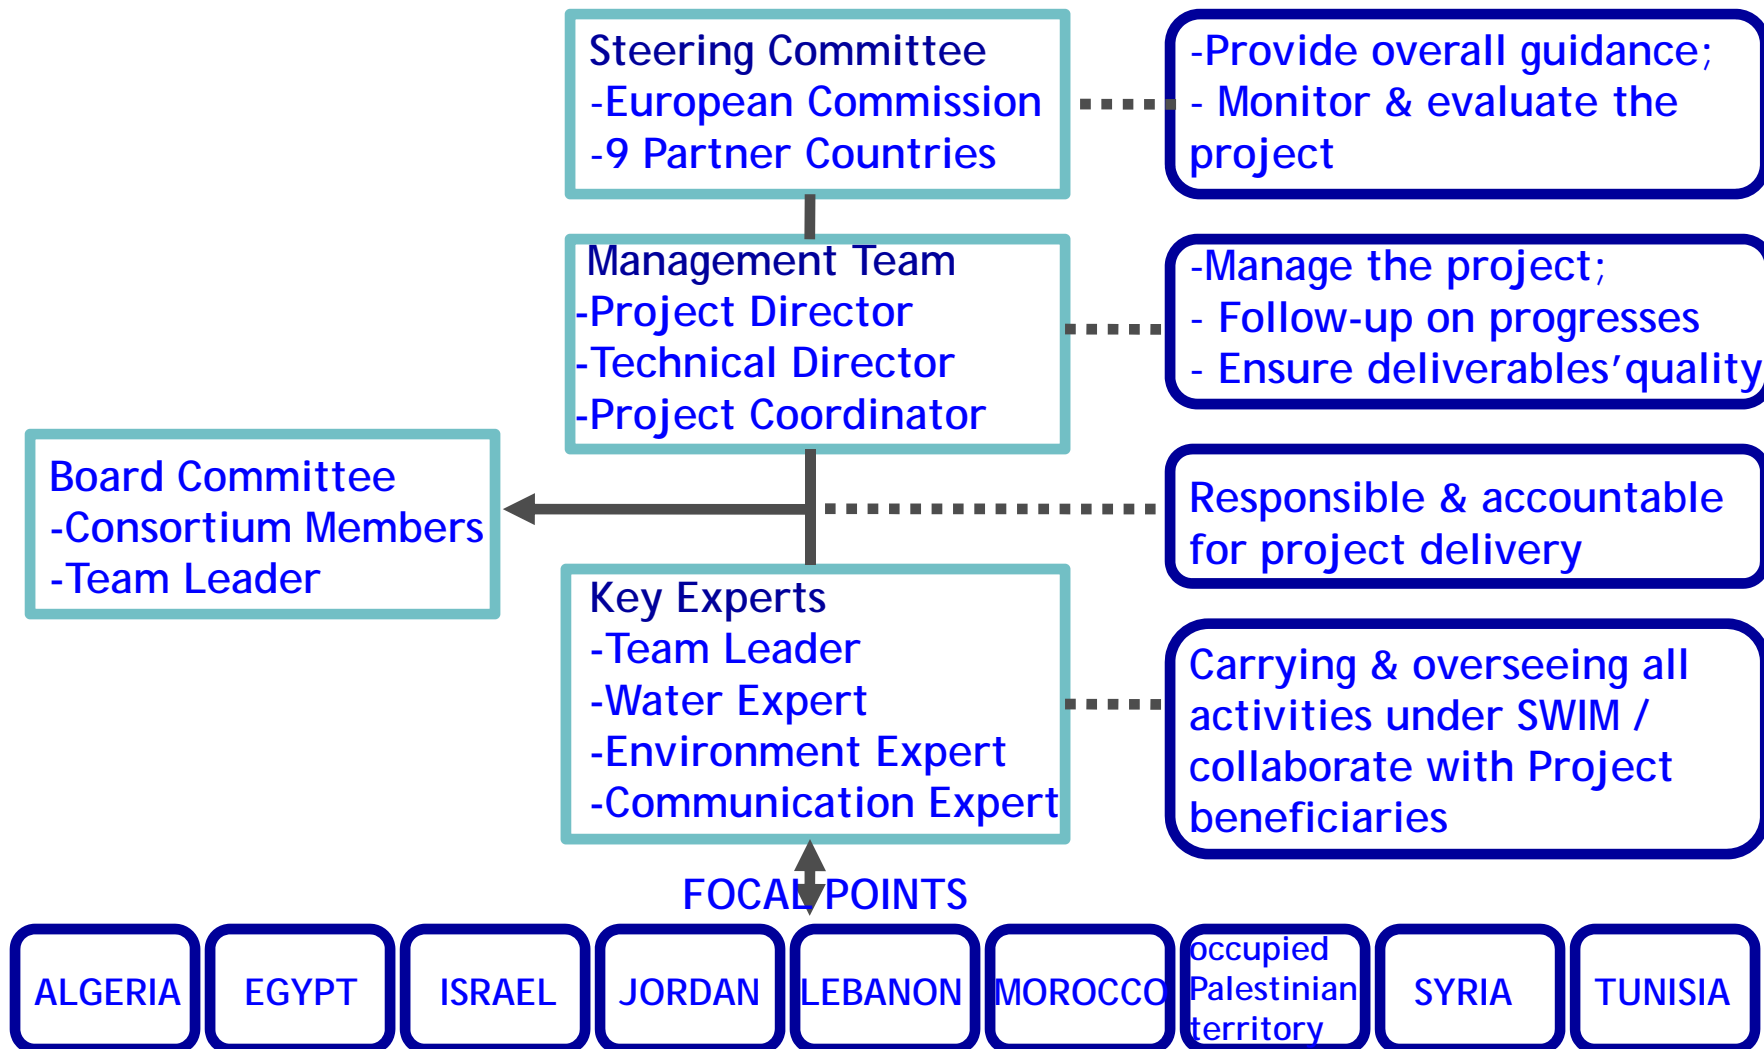 Steering Committee
-European Commission
-9 Partner Countries
-Provide overall guidance;
- Monitor & evaluate the
project
Management Team
-Project Director
-Technical Director
-Project Coordinator
-Manage the project;
- Follow-up on progresses
- Ensure deliverables'quality
Board Committee
-Consortium Members
-Team Leader
Responsible & accountable
for project delivery
Key Experts
-Team Leader
-Water Expert
-Environment Expert
-Communication Expert
Carrying & overseeing all
activities under SWIM /
collaborate with Project
beneficiaries
FOCAL POINTS
ALGERIA
EGYPT
ISRAEL
JORDAN
LEBANON
MOROCCO
occupied
Palestinian
territory
SYRIA
TUNISIA